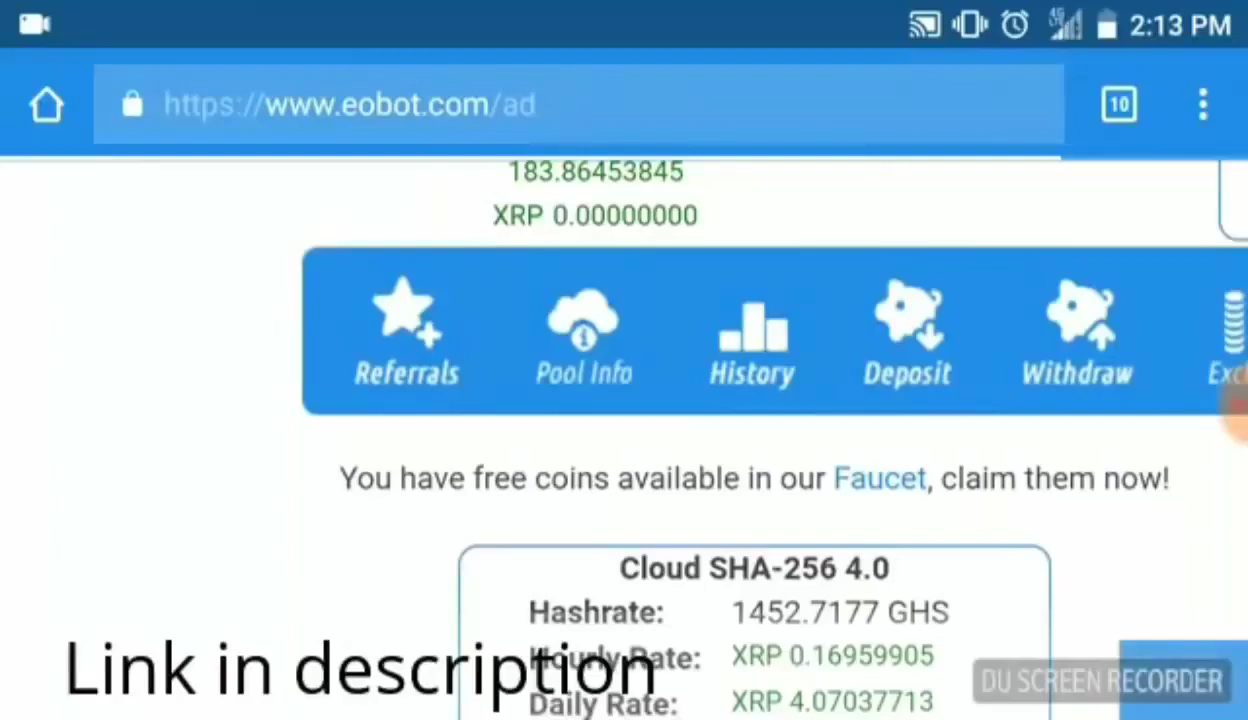 2:13 PM
https://www.eobot.com/ad
10
183.86453845
XRP 0.00000000
Referrals
Pool Info
History
Deposit
Withdraw
You have free coins available in our Faucet, claim them now!
Cloud SHA-256 4.0
Hashrate: 1452.7177 GHS
Hourly Rate: XRP 0.16959905
Daily Rate: XRP 4.07037713
Link in description
DU SCREEN RECORDER